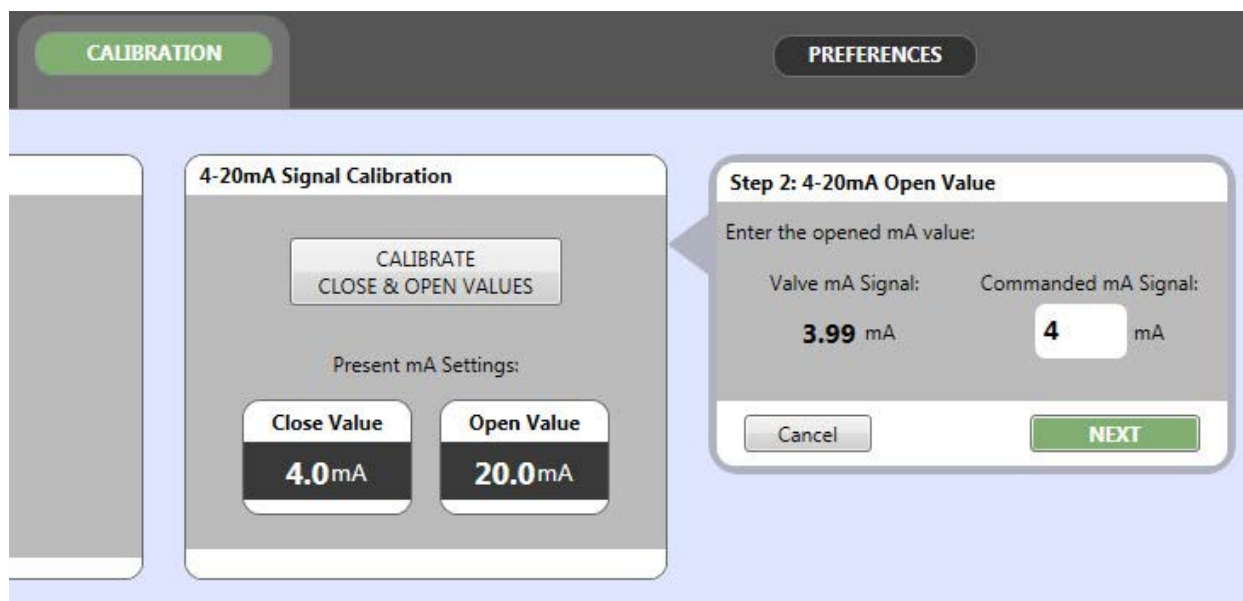 CALIBRATION
PREFERENCES
4-20mA Signal Calibration
CALIBRATE
CLOSE & OPEN VALUES
Present mA Settings:
Close Value
4.0mA
Open Value
20.0mA
Step 2: 4-20mA Open Value
Enter the opened mA value:
Valve mA Signal:
3.99 mA
Commanded mA Signal:
4 mA
Cancel
NEXT